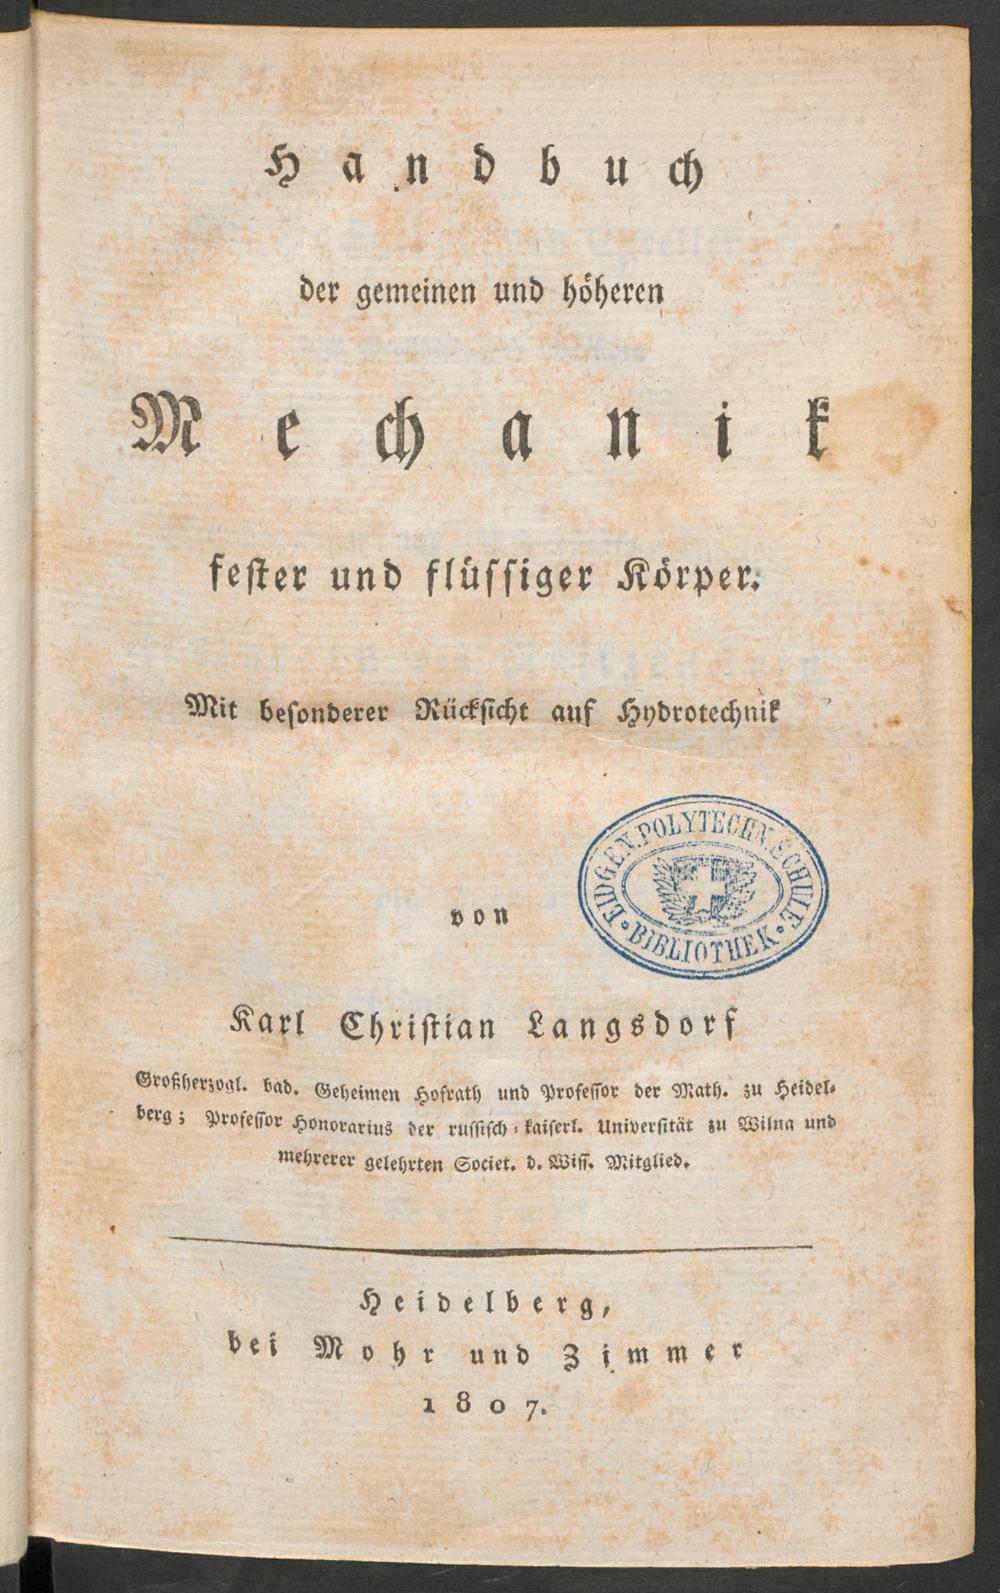 Handbuch
der gemeinen und höheren
Mechanik
fester und flüssiger Körper.
Mit besonderer Rücksicht auf Hydrotechnik
EIDGEN. POLYTECHN. SCHULE
BIBLIOTHEK
von
Karl Christian Langsdorf
Großherzogl. bad. Geheimen Hofrath und Professor der Math. zu Heidel-
berg; Professor Honorarius der russisch-kaiserl. Universität zu Wilna und
mehrerer gelehrten Societ. d. Wiss. Mitglied.
Heidelberg,
bei Mohr und Zimmer
1807.